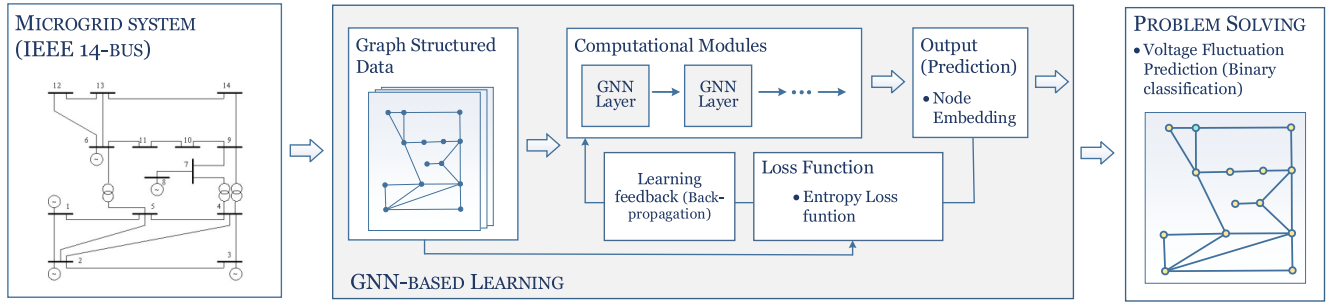 MICROGRID SYSTEM
(IEEE 14-BUS)
12
13
14
11
10
9
6
7
8
~
~
~
1
5
4
2
3
~
~
Graph Structured
Data
Computational Modules
GNN
Layer
GNN
Layer
Output
(Prediction)
• Node
Embedding
Learning
feedback (Back-
propagation)
Loss Function
• Entropy Loss
funtion
GNN-BASED LEARNING
PROBLEM SOLVING
• Voltage Fluctuation
Prediction (Binary
classification)